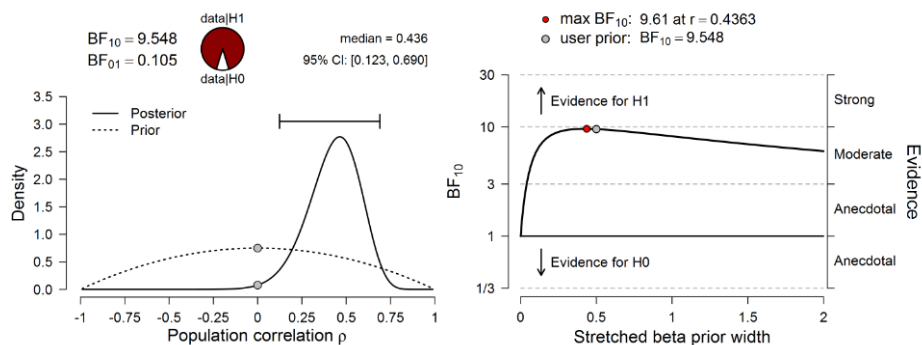 data|H1
BF10 = 9.548
BF01 = 0.105
data|H0
median = 0.436
95% CI: [0.123, 0.690]
Posterior
Prior
3.5
3.0
2.5
2.0
1.5
1.0
0.5
0.0
Density
-1 -0.75 -0.5 -0.25 0 0.25 0.5 0.75 1
Population correlation ρ
max BF10: 9.61 at r = 0.4363
user prior: BF10 = 9.548
30
10
3
1
1/3
BF10
Evidence for H1
Evidence for H0
Strong
Moderate
Anecdotal
Anecdotal
Evidence
0 0.5 1 1.5 2
Stretched beta prior width